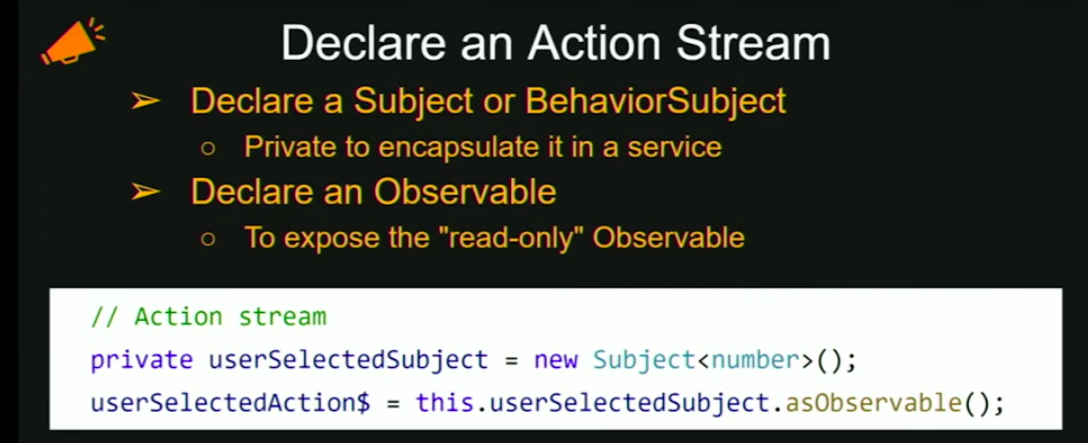 Declare an Action Stream
➢ Declare a Subject or BehaviorSubject
○ Private to encapsulate it in a service
➢ Declare an Observable
○ To expose the "read-only" Observable
// Action stream
private userSelectedSubject = new Subject<number>();
userSelectedAction$ = this.userSelectedSubject.asObservable();